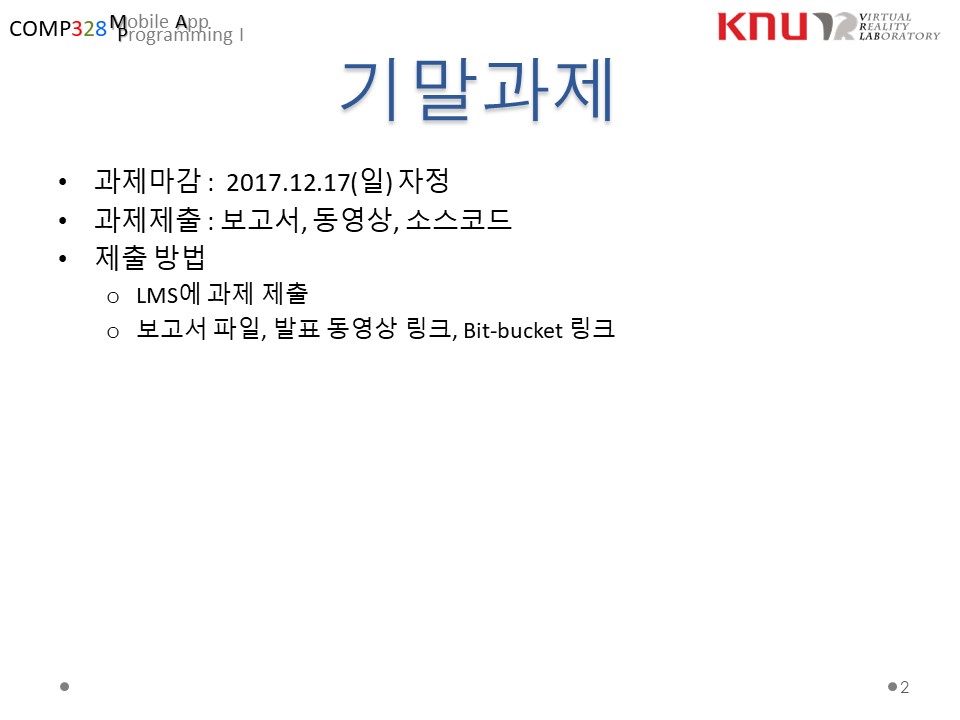 COMP328 Mobile App
Programming I
KNU VR VIRTUAL
REALITY
LABORATORY
기말과제
• 과제마감 : 2017.12.17(일) 자정
• 과제제출 : 보고서, 동영상, 소스코드
• 제출 방법
o LMS에 과제 제출
o 보고서 파일, 발표 동영상 링크, Bit-bucket 링크
2